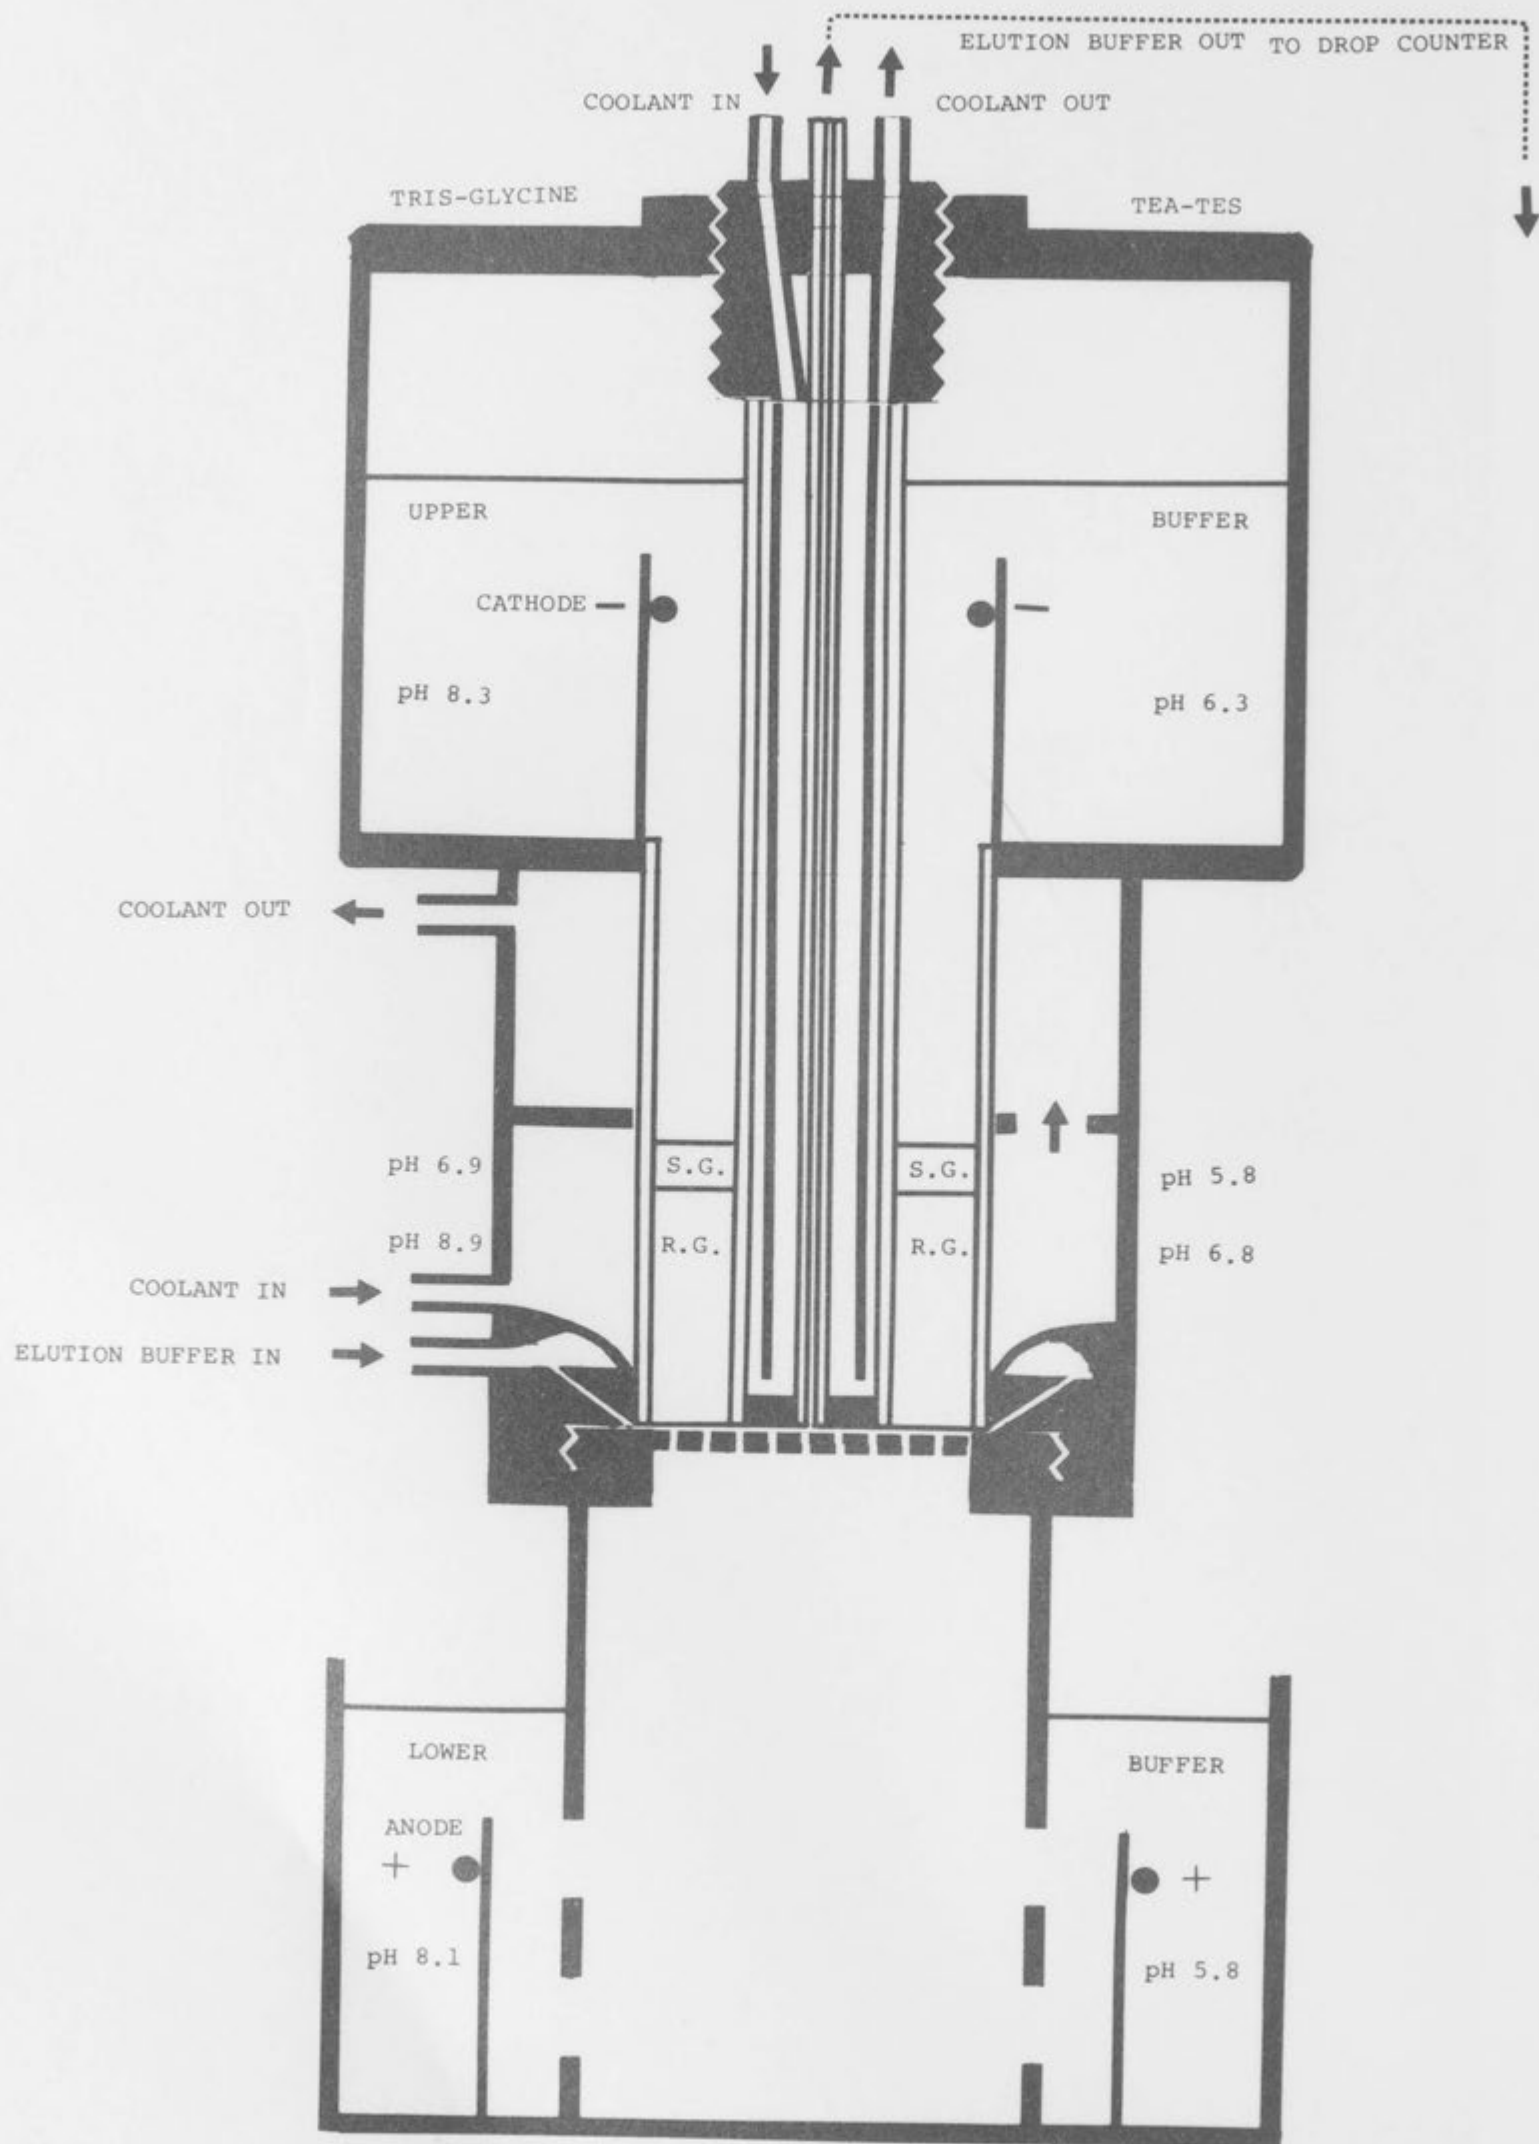 ELUTION BUFFER OUT TO DROP COUNTER
COOLANT IN
COOLANT OUT
TRIS-GLYCINE
TEA-TES
UPPER
BUFFER
CATHODE —
—
pH 8.3
pH 6.3
COOLANT OUT
pH 6.9
S.G.
S.G.
pH 5.8
pH 8.9
R.G.
R.G.
pH 6.8
COOLANT IN
ELUTION BUFFER IN
LOWER
BUFFER
ANODE
+
+
pH 8.1
pH 5.8